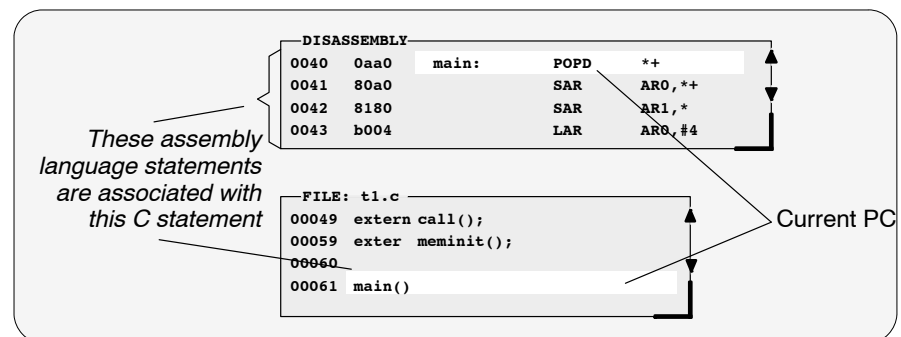 DISASSEMBLY
0040 0aa0 main: POPD *+
0041 80a0 SAR AR0,*+
0042 8180 SAR AR1,*
0043 b004 LAR AR0,#4
These assembly
language statements
are associated with
this C statement
FILE: t1.c
00049 extern call();
00059 exter meminit();
00060
00061 main()
Current PC